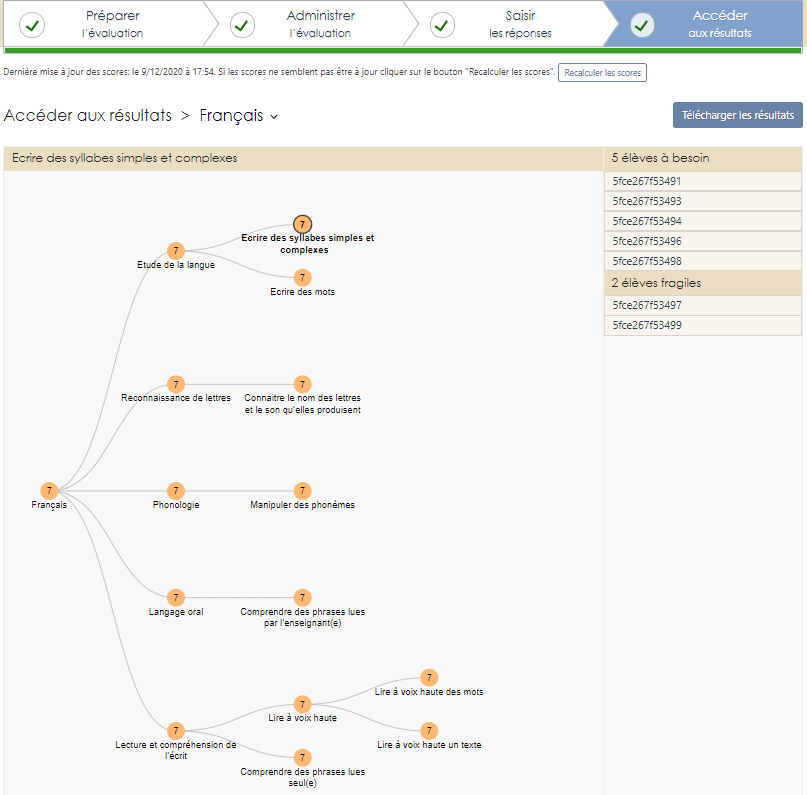 Préparer
l'évaluation
Administrer
l'évaluation
Saisir
les réponses
Accéder
aux résultats
Dernière mise à jour des scores: le 9/12/2020 à 17:54. Si les scores ne semblent pas être à jour cliquer sur le bouton "Recalculer les scores".
Recalculer les scores
Accéder aux résultats > Français
Télécharger les résultats
Ecrire des syllabes simples et complexes
7
Ecrire des syllabes simples et
complexes
7
Etude de la langue
7
Ecrire des mots
7
Reconnaissance de lettres
7
Connaitre le nom des lettres
et le son qu'elles produisent
7
Français
7
Phonologie
7
Manipuler des phonèmes
7
Langage oral
7
Comprendre des phrases lues
par l'enseignant(e)
7
Lire à voix haute des mots
7
Lire à voix haute
7
Lecture et compréhension de
l'écrit
7
Lire à voix haute un texte
7
Comprendre des phrases lues
seul(e)
5 élèves à besoin
5fce267f53491
5fce267f53493
5fce267f53494
5fce267f53496
5fce267f53498
2 élèves fragiles
5fce267f53497
5fce267f53499